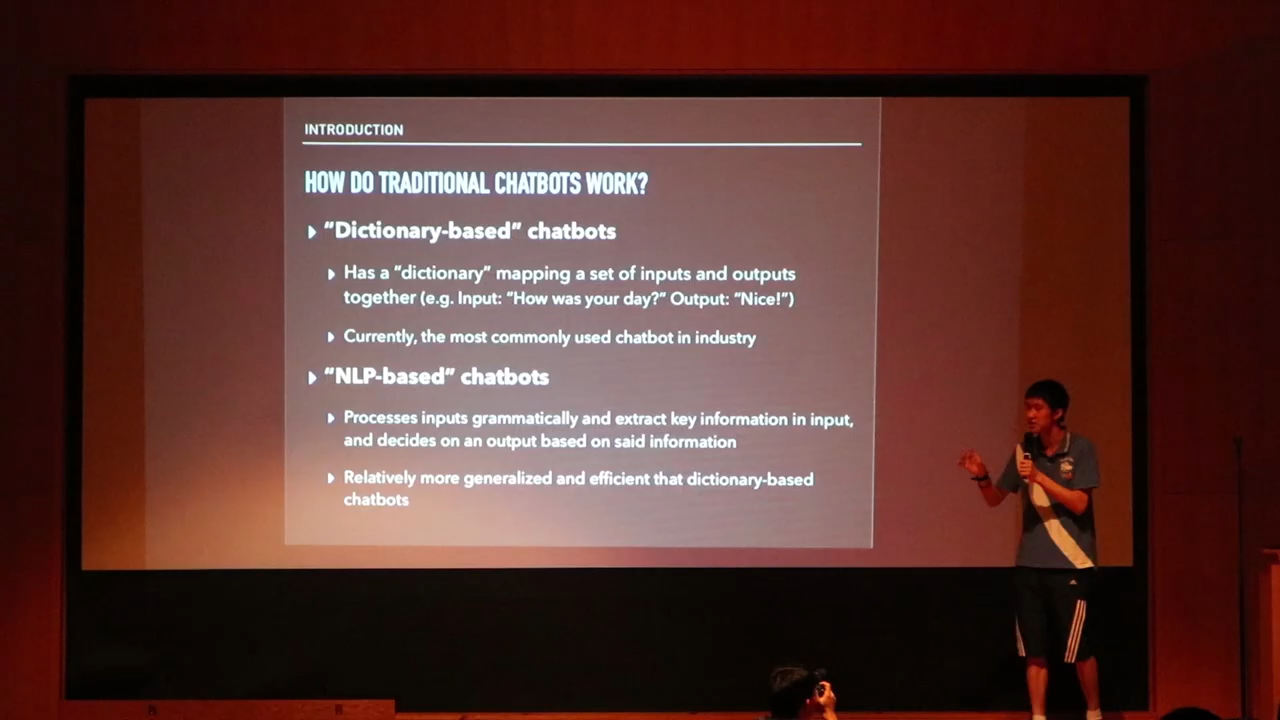 INTRODUCTION
HOW DO TRADITIONAL CHATBOTS WORK?
“Dictionary-based” chatbots
Has a “dictionary” mapping a set of inputs and outputs
together (e.g. Input: “How was your day?” Output: “Nice!”)
Currently, the most commonly used chatbot in industry
“NLP-based” chatbots
Processes inputs grammatically and extract key information in input,
and decides on an output based on said information
Relatively more generalized and efficient that dictionary-based
chatbots